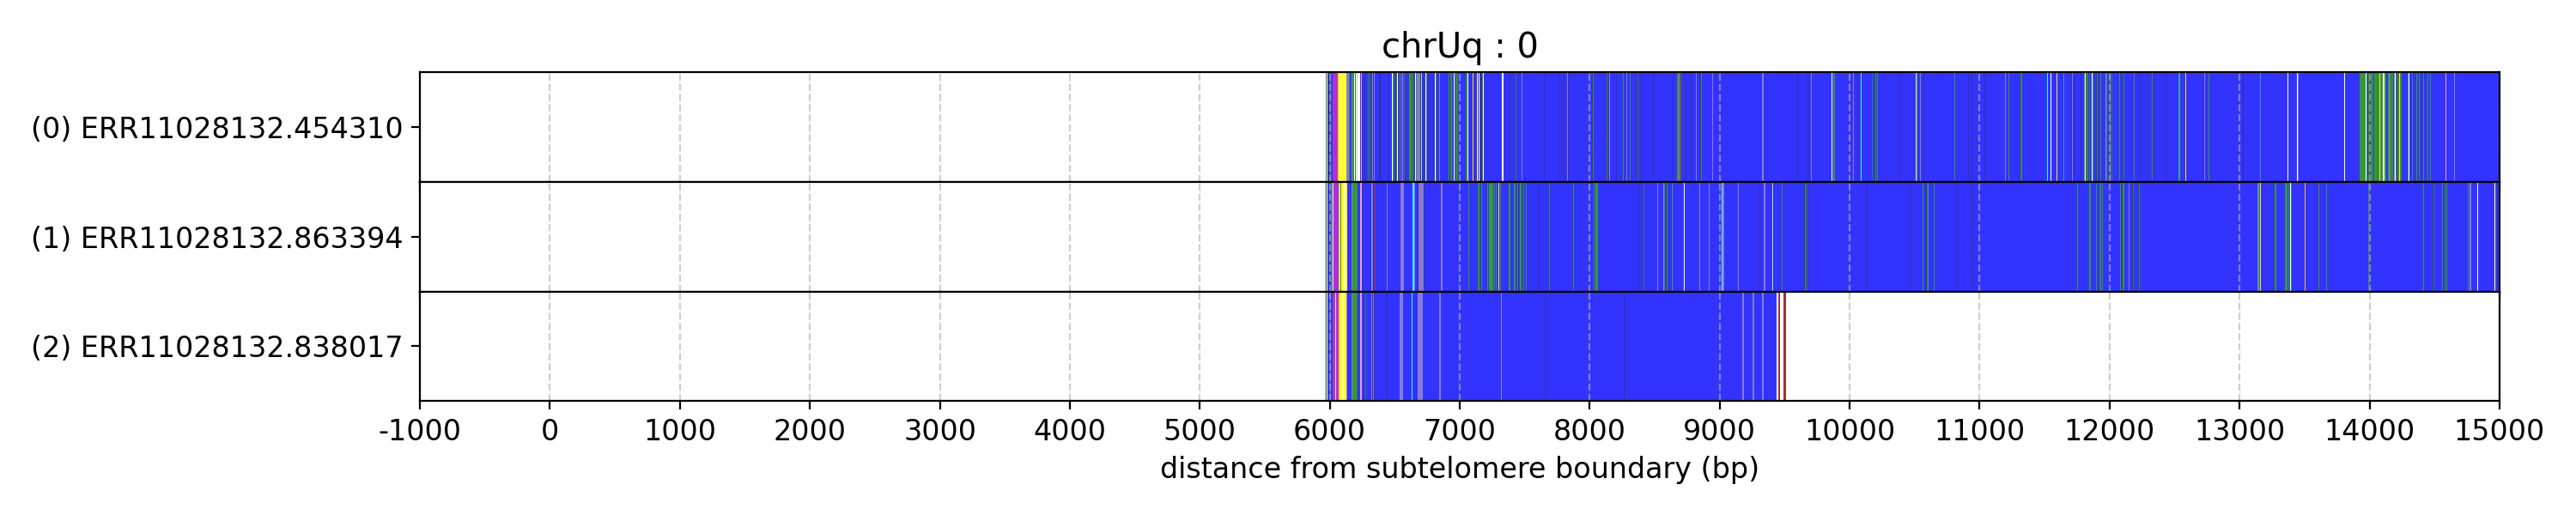 chrUq : 0
(0) ERR11028132.454310
(1) ERR11028132.863394
(2) ERR11028132.838017
-1000 0 1000 2000 3000 4000 5000 6000 7000 8000 9000 10000 11000 12000 13000 14000 15000
distance from subtelomere boundary (bp)